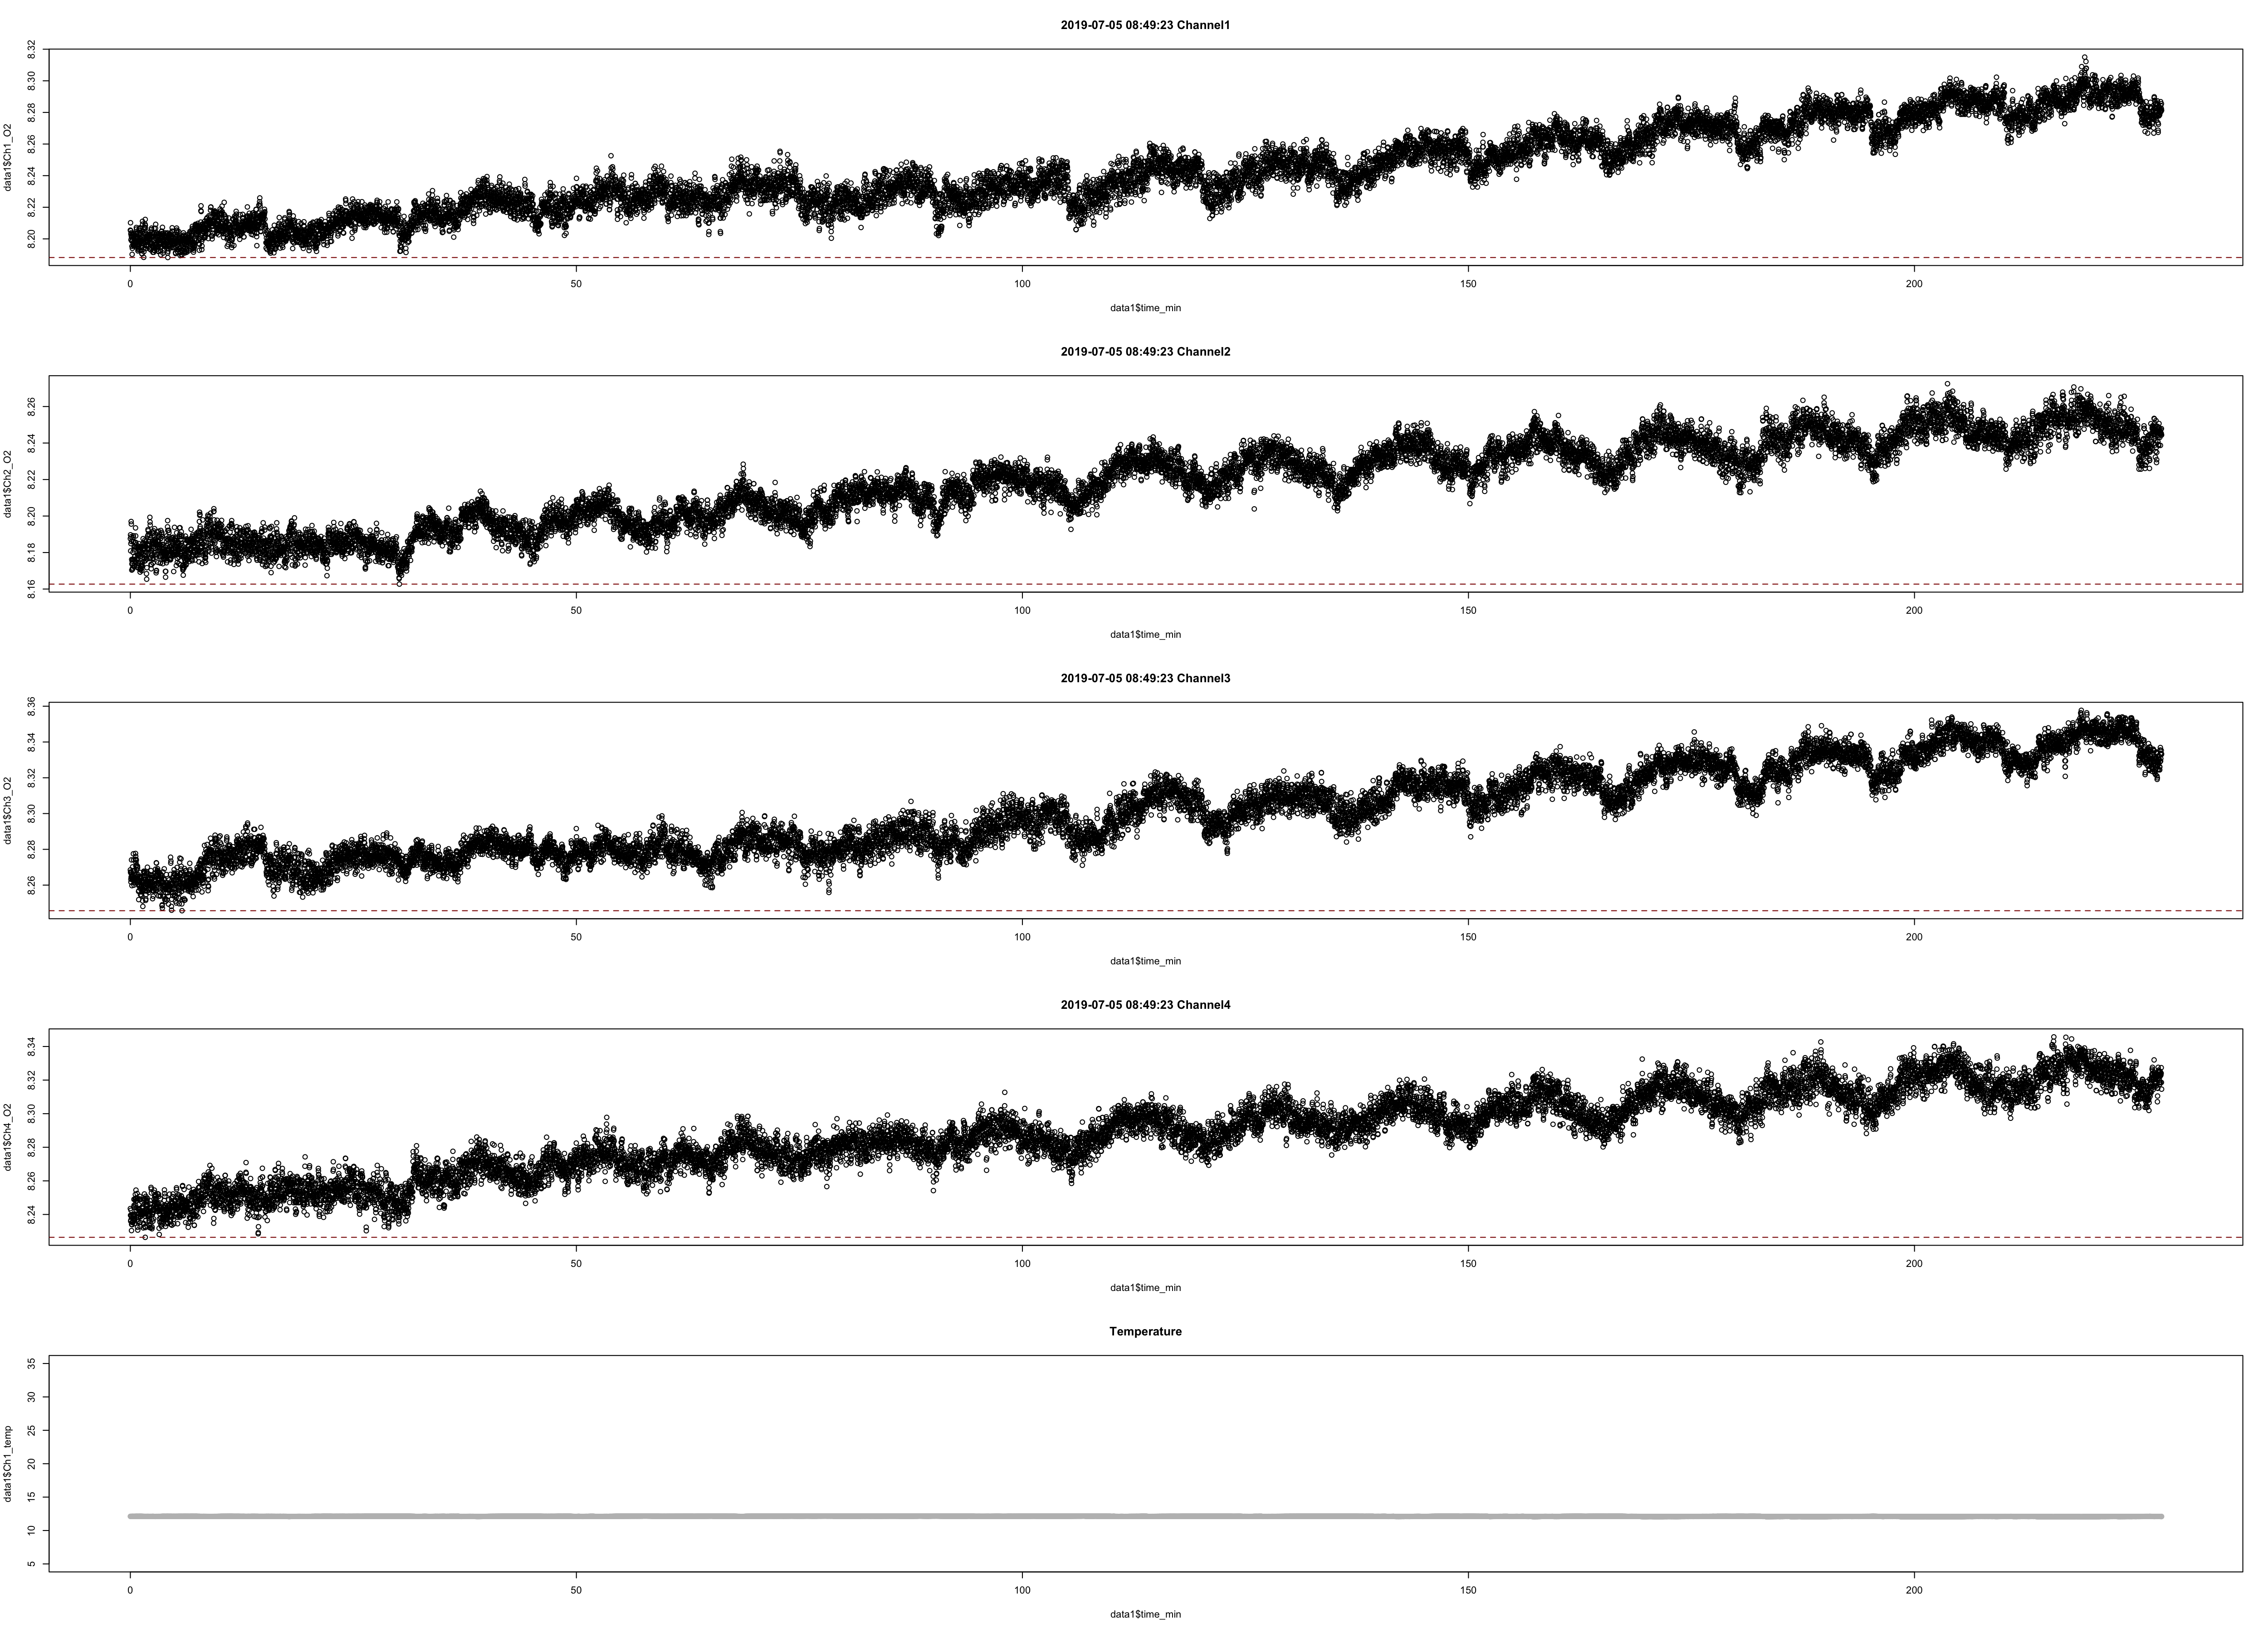 2019-07-05 08:49:23 Channel1
data1$Ch1_O2
8.32
8.30
8.28
8.26
8.24
8.22
8.20
0 50 100 150 200
data1$time_min
2019-07-05 08:49:23 Channel2
data1$Ch2_O2
8.26
8.24
8.22
8.20
8.18
8.16
0 50 100 150 200
data1$time_min
2019-07-05 08:49:23 Channel3
data1$Ch3_O2
8.36
8.34
8.32
8.30
8.28
8.26
0 50 100 150 200
data1$time_min
2019-07-05 08:49:23 Channel4
data1$Ch4_O2
8.34
8.32
8.30
8.28
8.26
8.24
0 50 100 150 200
data1$time_min
Temperature
data1$Ch1_temp
35
30
25
20
15
10
5
0 50 100 150 200
data1$time_min